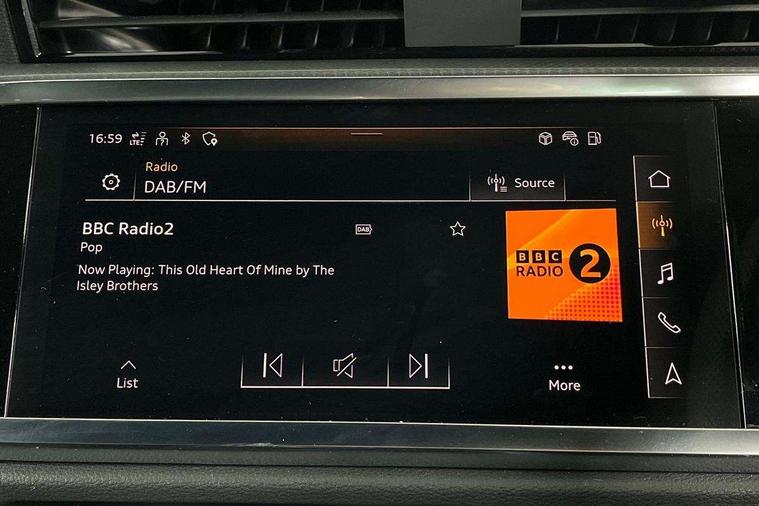 16:59 LTE
Radio
DAB/FM
Source
BBC Radio2
DAB
Pop
Now Playing: This Old Heart Of Mine by The
Isley Brothers
BBC
RADIO 2
List
More